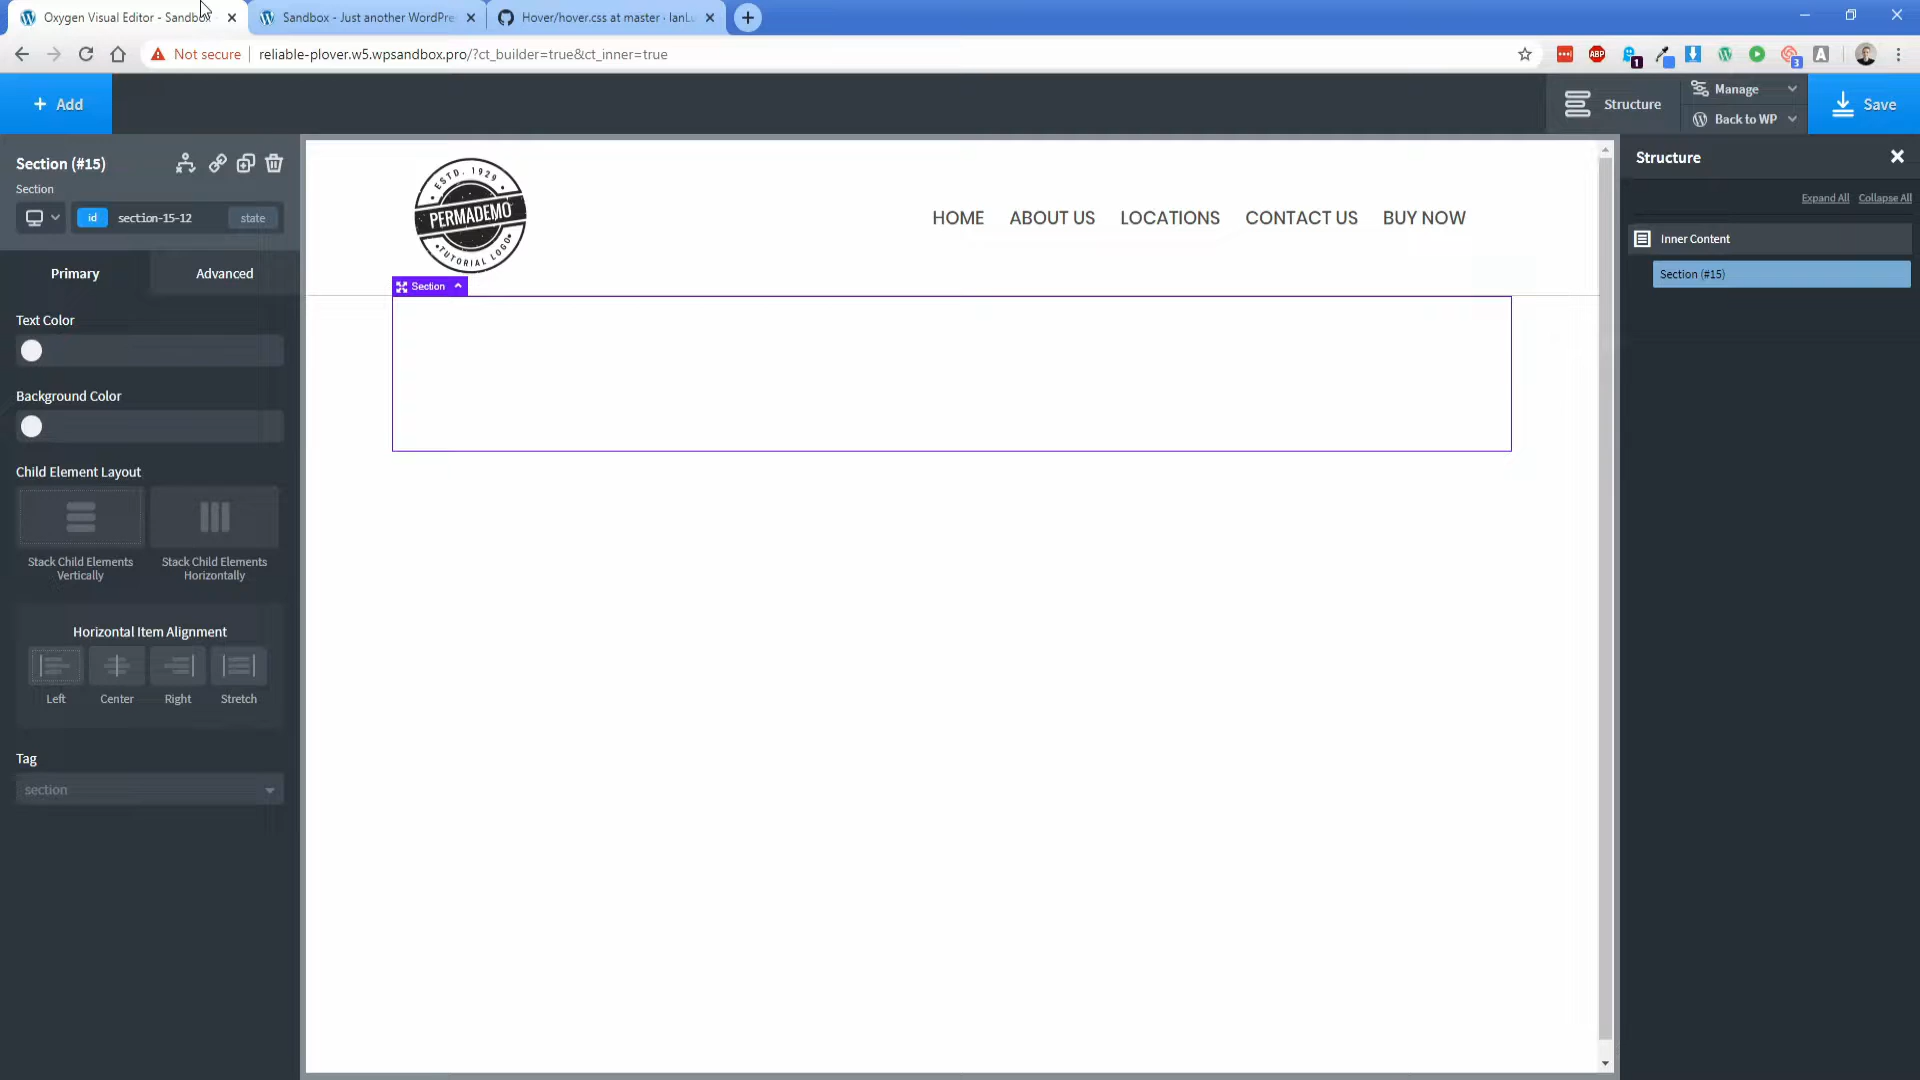 Oxygen Visual Editor - Sandbo
Sandbox - Just another WordPre
Hover/hover.css at master · IanLu
Not secure
reliable-plover.w5.wpsandbox.pro/?ct_builder=true&ct_inner=true
ABP
1
3
A
+ Add
Structure
Manage
Back to WP
Save
Section (#15)
Section
id
section-15-12
state
Primary
Advanced
Text Color
Background Color
Child Element Layout
Stack Child Elements
Vertically
Stack Child Elements
Horizontally
Horizontal Item Alignment
Left
Center
Right
Stretch
Tag
section
ESTD. 1929
PERMADEMO
TUTORIAL LOGO
HOME
ABOUT US
LOCATIONS
CONTACT US
BUY NOW
Section
Structure
Expand All
Collapse All
Inner Content
Section (#15)